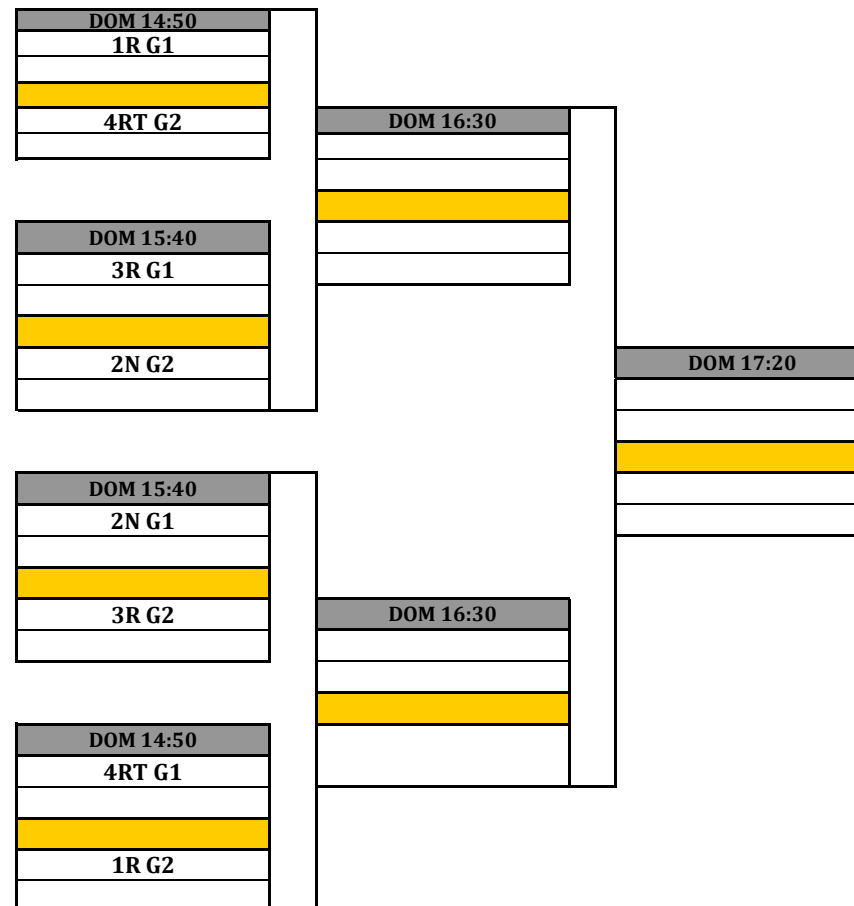 DOM 14:50
1R G1
4RT G2
DOM 16:30
DOM 15:40
3R G1
2N G2
DOM 17:20
DOM 15:40
2N G1
3R G2
DOM 16:30
DOM 14:50
4RT G1
1R G2